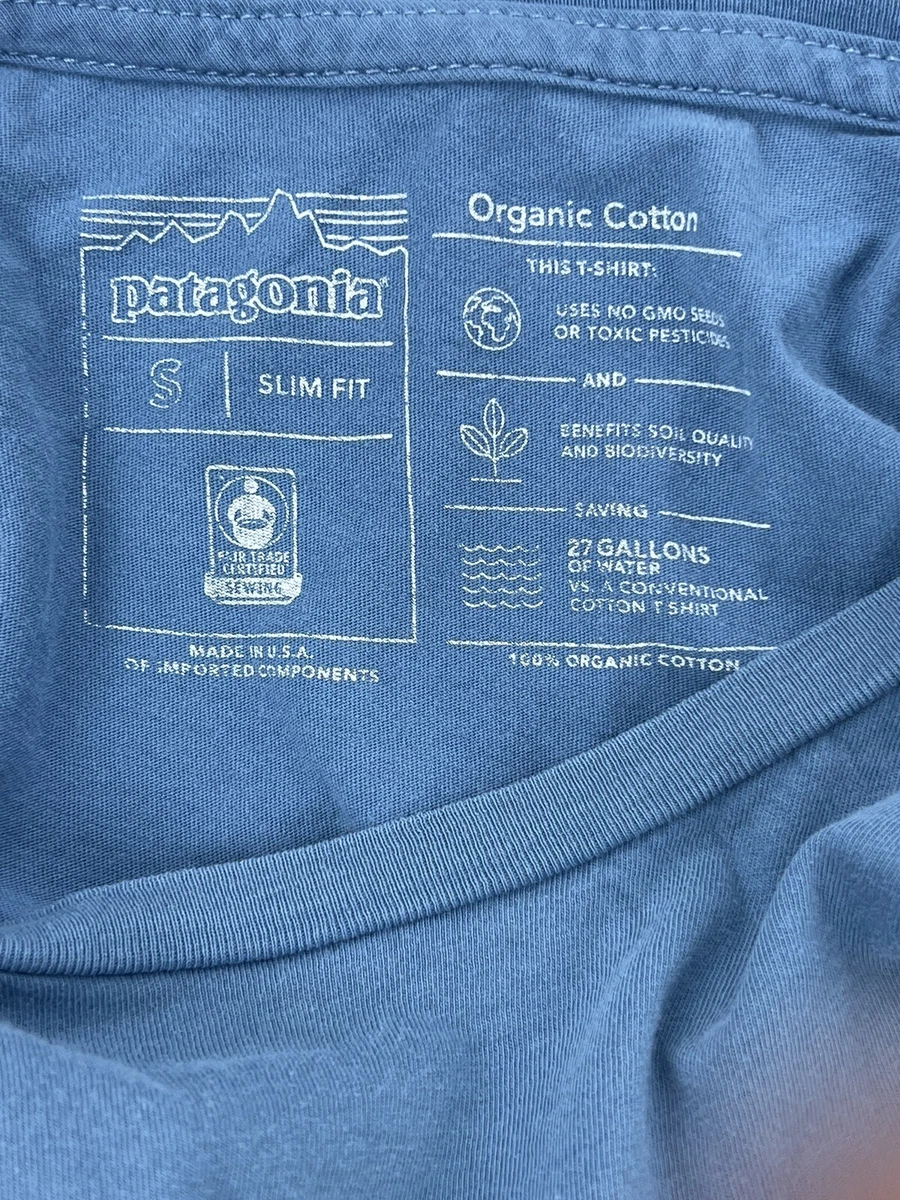 patagonia®
S | SLIM FIT
FAIR TRADE
CERTIFIED
SEWING
MADE IN U.S.A.
OF IMPORTED COMPONENTS
Organic Cotton
THIS T-SHIRT:
USES NO GMO SEEDS
OR TOXIC PESTICIDES
AND
BENEFITS SOIL QUALITY
AND BIODIVERSITY
SAVING
27 GALLONS
OF WATER
VS. A CONVENTIONAL
COTTON T SHIRT
100% ORGANIC COTTON